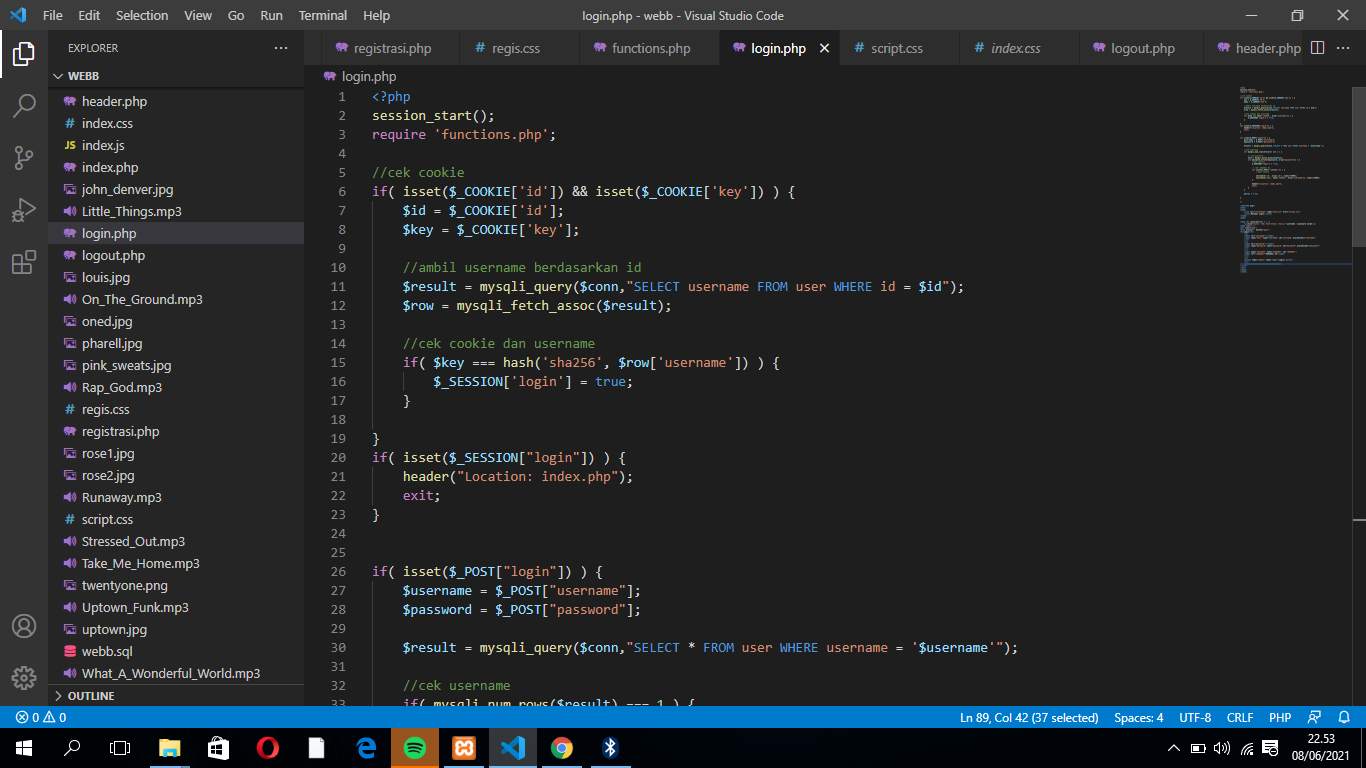 File Edit Selection View Go Run Terminal Help
login.php - webb - Visual Studio Code
EXPLORER
WEBB
header.php
index.css
JS index.js
index.php
john_denver.jpg
Little_Things.mp3
login.php
logout.php
louis.jpg
On_The_Ground.mp3
oned.jpg
pharell.jpg
pink_sweats.jpg
Rap_God.mp3
# regis.css
registrasi.php
rose1.jpg
rose2.jpg
Runaway.mp3
# script.css
Stressed_Out.mp3
Take_Me_Home.mp3
twentyone.png
Uptown_Funk.mp3
uptown.jpg
webb.sql
What_A_Wonderful_World.mp3
OUTLINE
registrasi.php # regis.css functions.php login.php # script.css # index.css logout.php header.php
login.php
1 <?php
2 session_start();
3 require 'functions.php';
4
5 //cek cookie
6 if( isset($_COOKIE['id']) && isset($_COOKIE['key']) ) {
7 $id = $_COOKIE['id'];
8 $key = $_COOKIE['key'];
9
10 //ambil username berdasarkan id
11 $result = mysqli_query($conn,"SELECT username FROM user WHERE id = $id");
12 $row = mysqli_fetch_assoc($result);
13
14 //cek cookie dan username
15 if( $key === hash('sha256', $row['username']) ) {
16 $_SESSION['login'] = true;
17 }
18
19 }
20 if( isset($_SESSION["login"]) ) {
21 header("Location: index.php");
22 exit;
23 }
24
25
26 if( isset($_POST["login"]) ) {
27 $username = $_POST["username"];
28 $password = $_POST["password"];
29
30 $result = mysqli_query($conn,"SELECT * FROM user WHERE username = '$username'");
31
32 //cek username
33 if( mysqli_num_rows($result) === 1 ) {
0 0
Ln 89, Col 42 (37 selected) Spaces: 4 UTF-8 CRLF PHP
22.53
08/06/2021